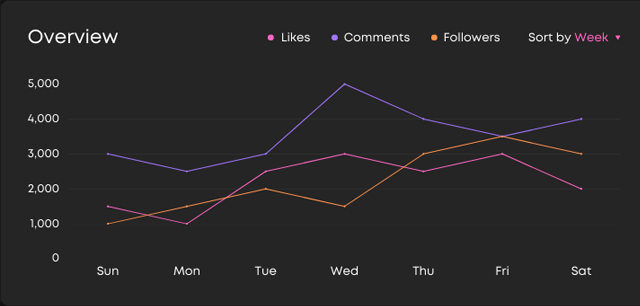 Overview
Likes Comments Followers Sort by Week ▼
5,000
4,000
3,000
2,000
1,000
0
Sun Mon Tue Wed Thu Fri Sat